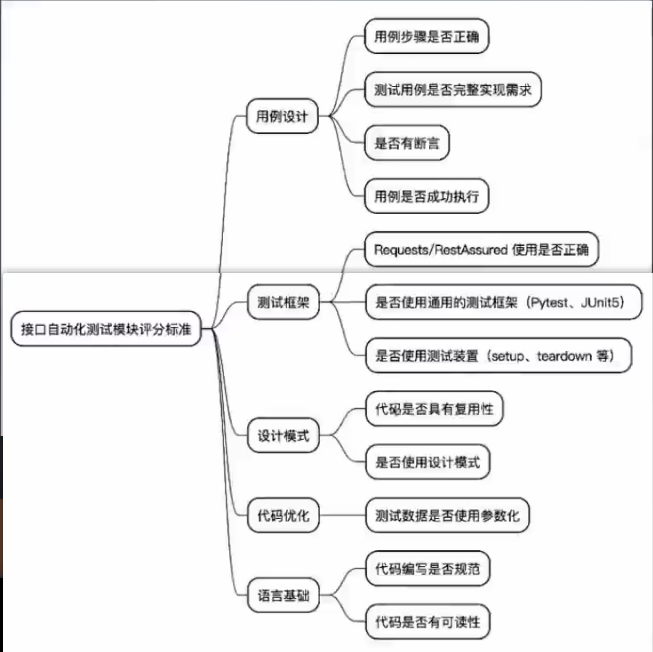 接口自动化测试模块评分标准
用例设计
用例步骤是否正确
测试用例是否完整实现需求
是否有断言
用例是否成功执行
测试框架
Requests/RestAssured 使用是否正确
是否使用通用的测试框架（Pytest、JUnit5）
是否使用测试装置（setup、teardown 等）
设计模式
代码是否具有复用性
是否使用设计模式
代码优化
测试数据是否使用参数化
语言基础
代码编写是否规范
代码是否有可读性